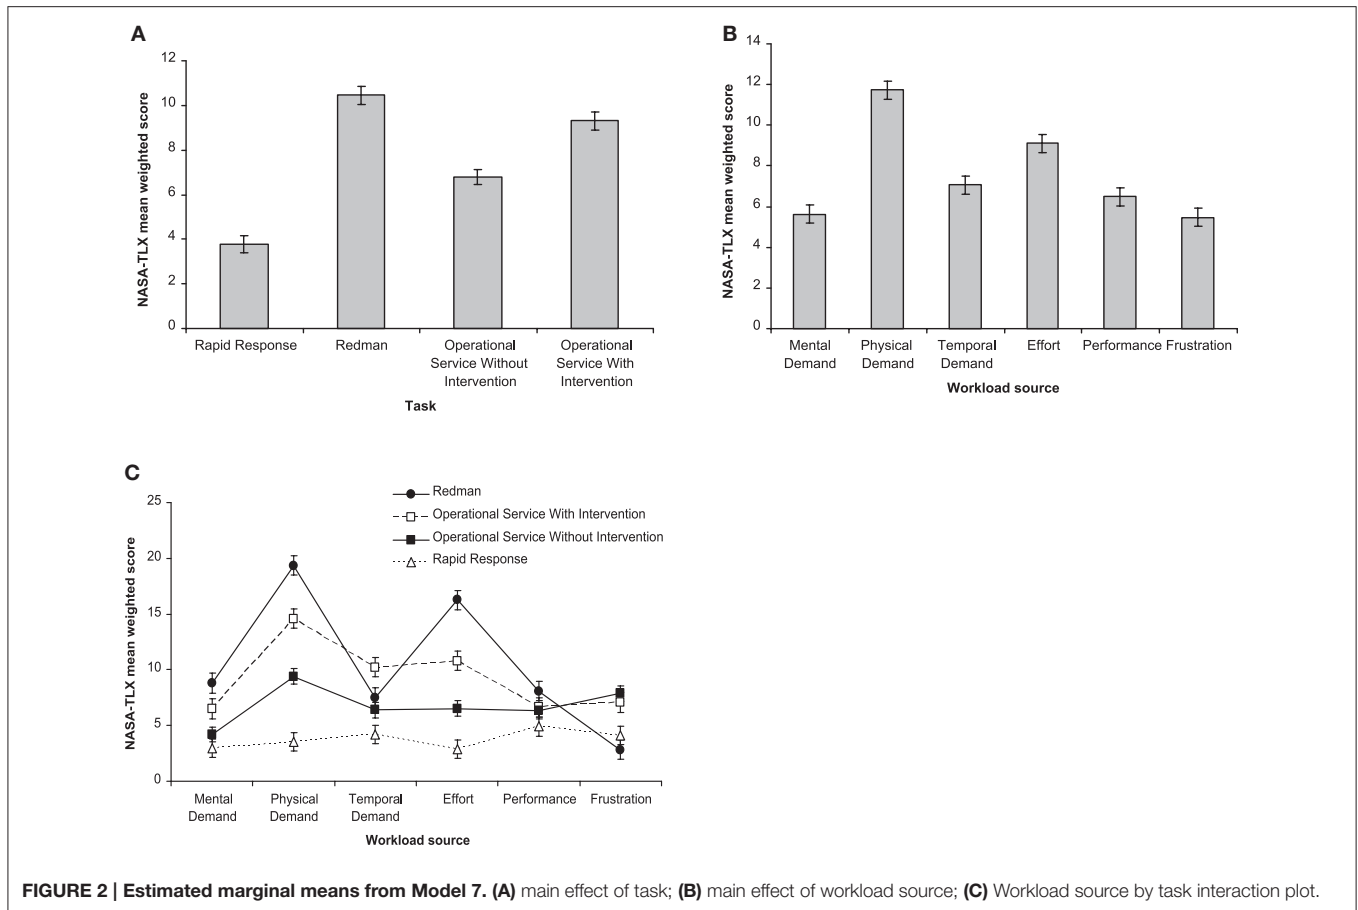 A
NASA-TLX mean weighted score
12
10
8
6
4
2
0
Rapid Response
Redman
Operational
Service Without
Intervention
Operational
Service With
Intervention
Task
B
NASA-TLX mean weighted score
14
12
10
8
6
4
2
0
Mental
Demand
Physical
Demand
Temporal
Demand
Effort
Performance
Frustration
Workload source
C
Redman
Operational Service With Intervention
Operational Service Without Intervention
Rapid Response
NASA-TLX mean weighted score
25
20
15
10
5
0
Mental
Demand
Physical
Demand
Temporal
Demand
Effort
Performance
Frustration
Workload source
FIGURE 2 | Estimated marginal means from Model 7. (A) main effect of task; (B) main effect of workload source; (C) Workload source by task interaction plot.